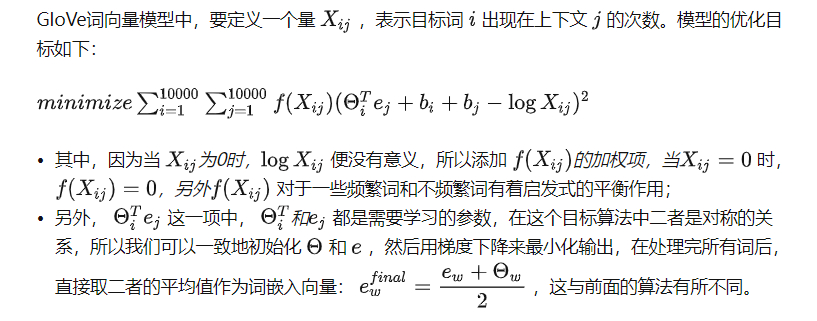 GloVe词向量模型中，要定义一个量 $X_{ij}$ ，表示目标词 $i$ 出现在上下文 $j$ 的次数。模型的优化目
标如下：
$minimize \sum_{i=1}^{10000} \sum_{j=1}^{10000} f(X_{ij})(\Theta_i^T e_j + b_i + b_j - \log X_{ij})^2$
• 其中，因为当 $X_{ij}$为0时，$\log X_{ij}$ 便没有意义，所以添加 $f(X_{ij})$的加权项，当$X_{ij} = 0$ 时，
$f(X_{ij}) = 0$，另外$f(X_{ij})$ 对于一些频繁词和不频繁词有着启发式的平衡作用；
• 另外， $\Theta_i^T e_j$ 这一项中， $\Theta_i^T$和$e_j$ 都是需要学习的参数，在这个目标算法中二者是对称的关
系，所以我们可以一致地初始化 $\Theta$ 和 $e$ ，然后用梯度下降来最小化输出，在处理完所有词后，
直接取二者的平均值作为词嵌入向量： $e_w^{final} = \frac{e_w + \Theta_w}{2}$ ，这与前面的算法有所不同。